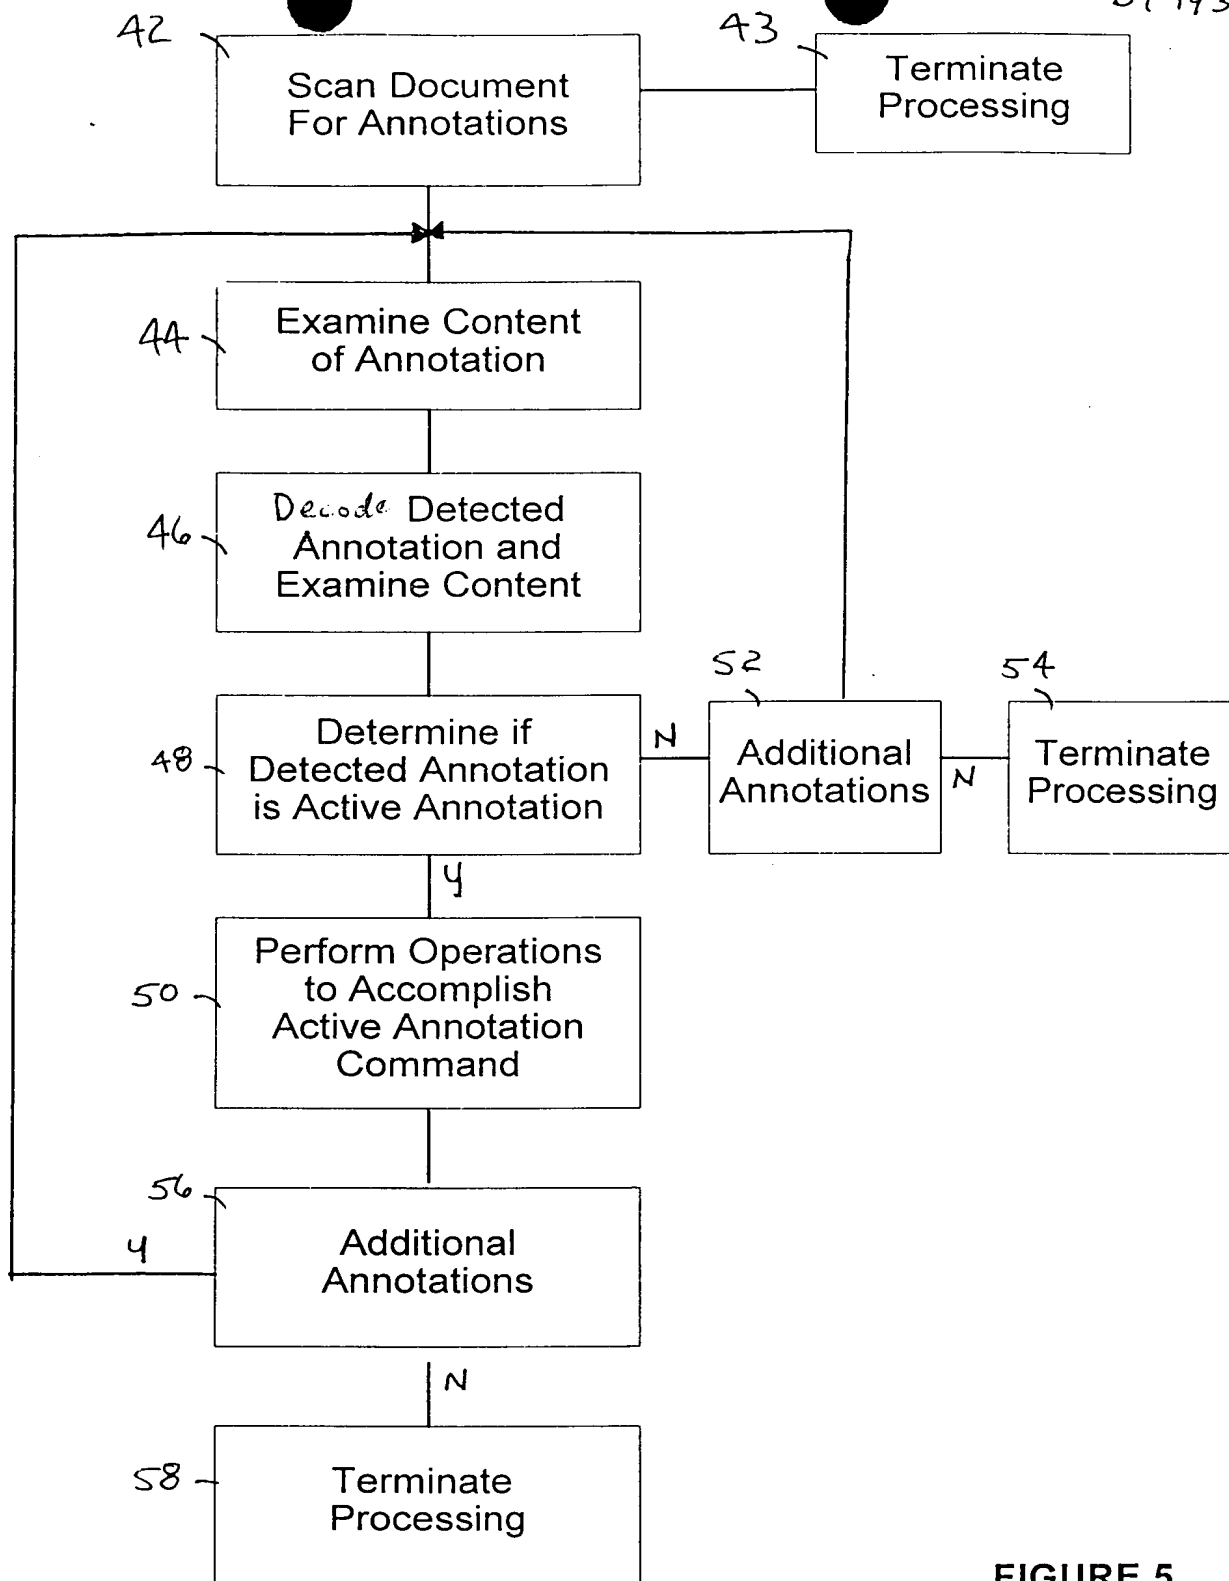 42
43
Scan Document
For Annotations
Terminate
Processing
44
Examine Content
of Annotation
46
Decode Detected
Annotation and
Examine Content
52
54
48
Determine if
Detected Annotation
is Active Annotation
N
Additional
Annotations
N
Terminate
Processing
Y
50
Perform Operations
to Accomplish
Active Annotation
Command
56
Y
Additional
Annotations
N
58
Terminate
Processing
FIGURE 5